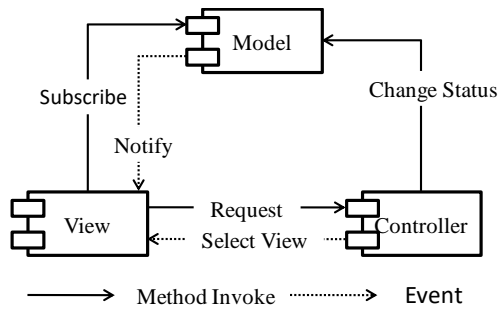 Model
Subscribe
Change Status
Notify
View
Request
Controller
Select View
Method Invoke
Event